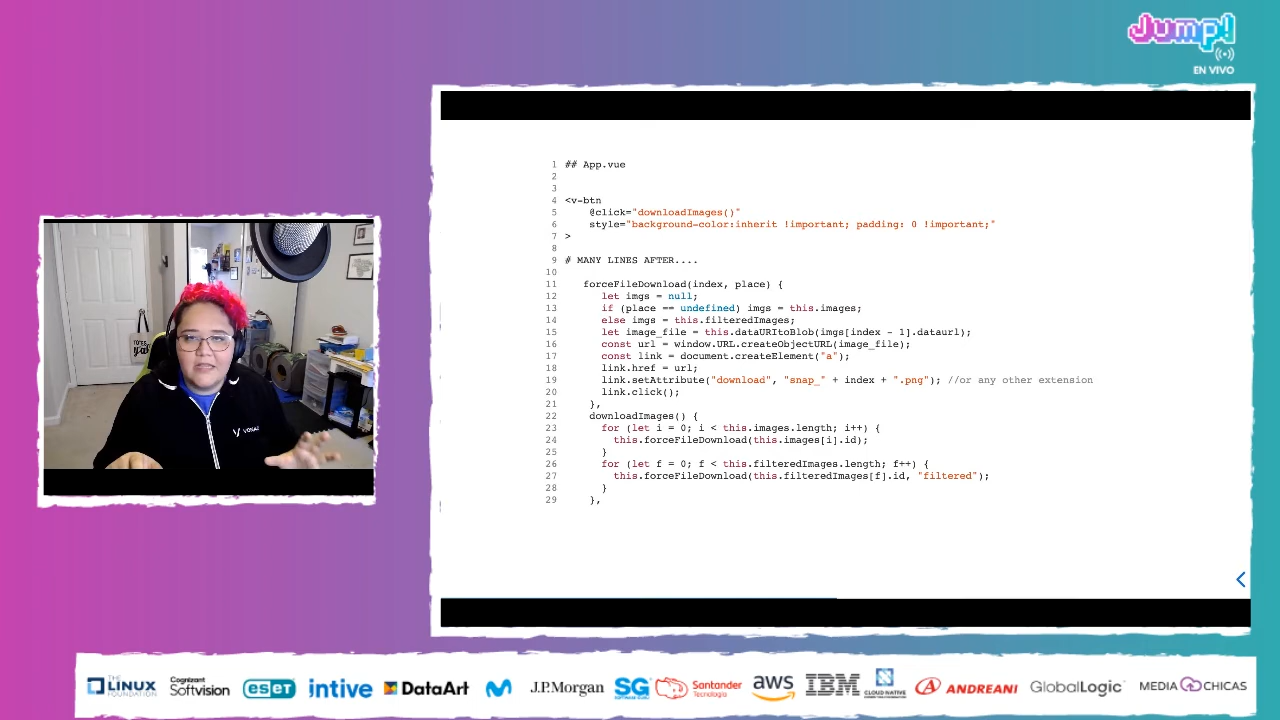 Jump!
EN VIVO
1 ## App.vue
2
3
4 <v-btn
5 @click="downloadImages()"
6 style="background-color:inherit !important; padding: 0 !important;"
7 >
8
9 # MANY LINES AFTER....
10
11 forceFileDownload(index, place) {
12 let imgs = null;
13 if (place == undefined) imgs = this.images;
14 else imgs = this.filteredImages;
15 let image_file = this.dataURItoBlob(imgs[index - 1].dataurl);
16 const url = window.URL.createObjectURL(image_file);
17 const link = document.createElement("a");
18 link.href = url;
19 link.setAttribute("download", "snap_" + index + ".png"); //or any other extension
20 link.click();
21 },
22 downloadImages() {
23 for (let i = 0; i < this.images.length; i++) {
24 this.forceFileDownload(this.images[i].id);
25 }
26 for (let f = 0; f < this.filteredImages.length; f++) {
27 this.forceFileDownload(this.filteredImages[f].id, "filtered");
28 }
29 },
THE LINUX FOUNDATION
Cognizant Softvision
eset
intive
DataArt
J.P.Morgan
SG
Santander Tecnología
aws
IBM
CLOUD NATIVE
ANDREANI
GlobalLogic
MEDIA CHICAS